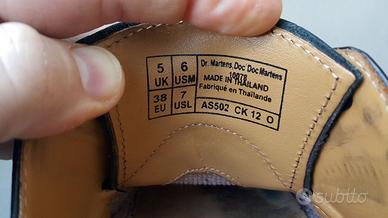 5 UK
6 USM
38 EU
7 USL
Dr. Martens, Doc Doc Martens
10078
MADE IN THAILAND
Fabriqué en Thaïlande
AS502 CK 12 O
subito